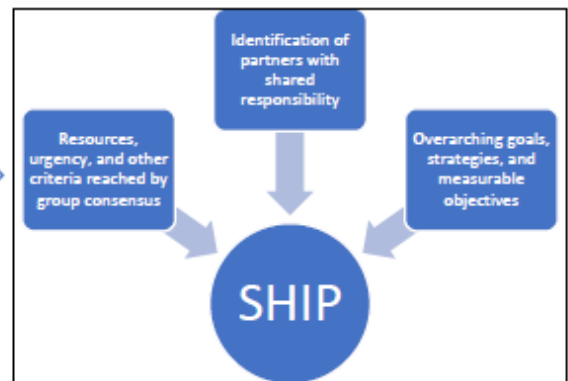 Identification of
partners with
shared
responsibility
Resources,
urgency, and other
criteria reached by
group consensus
Overarching goals,
strategies, and
measurable
objectives
SHIP